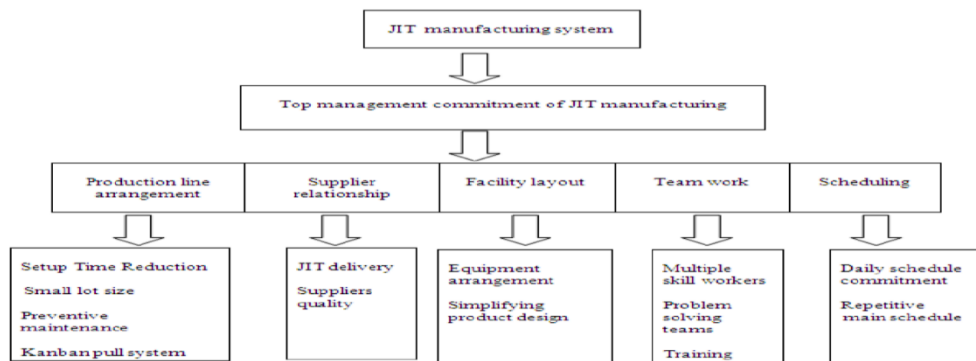 JIT manufacturing system
Top management commitment of JIT manufacturing
Production line
arrangement
Supplier
relationship
Facility layout
Team work
Scheduling
Setup Time Reduction
Small lot size
Preventive
maintenance
Kanban pull system
JIT delivery
Suppliers
quality
Equipment
arrangement
Simplifying
product design
Multiple
skill workers
Problem
solving
teams
Training
Daily schedule
commitment
Repetitive
main schedule